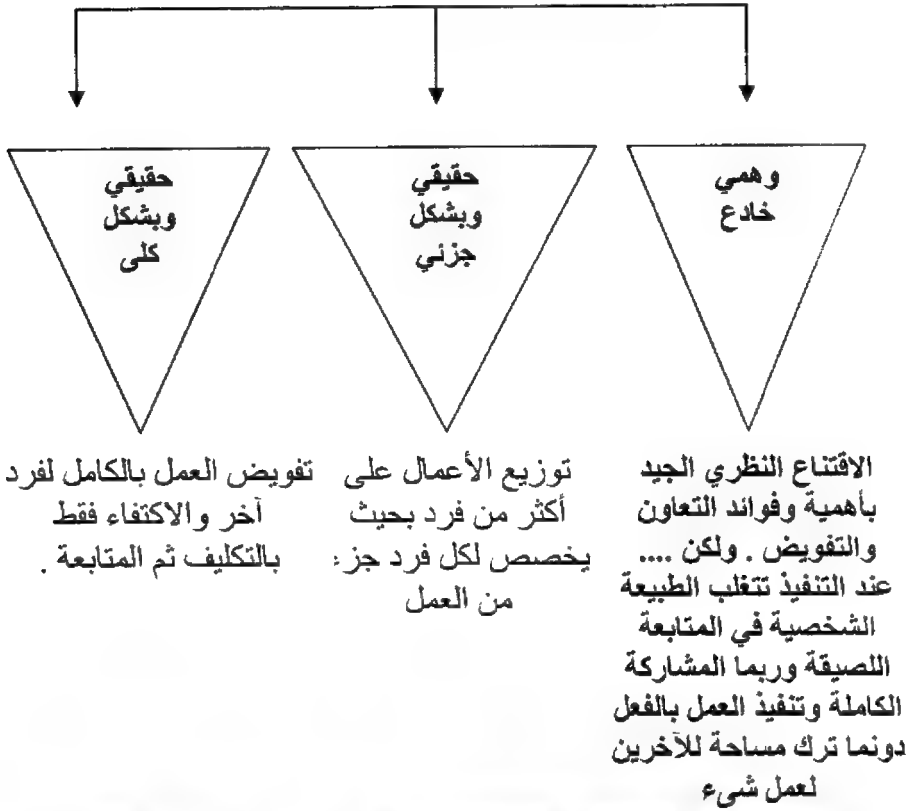 وهمي
خادع
حقيقي
وبشكل
جزئي
حقيقي
وبشكل
كلى
الاقتناع النظري الجيد
بأهمية وفوائد التعاون
والتفويض . ولكن ....
عند التنفيذ تتغلب الطبيعة
الشخصية في المتابعة
اللصيقة وربما المشاركة
الكاملة وتنفيذ العمل بالفعل
دونما ترك مساحة للآخرين
لعمل شىء
توزيع الأعمال على
أكثر من فرد بحيث
يخصص لكل فرد جزء
من العمل
تفويض العمل بالكامل لفرد
آخر والاكتفاء فقط
بالتكليف ثم المتابعة .